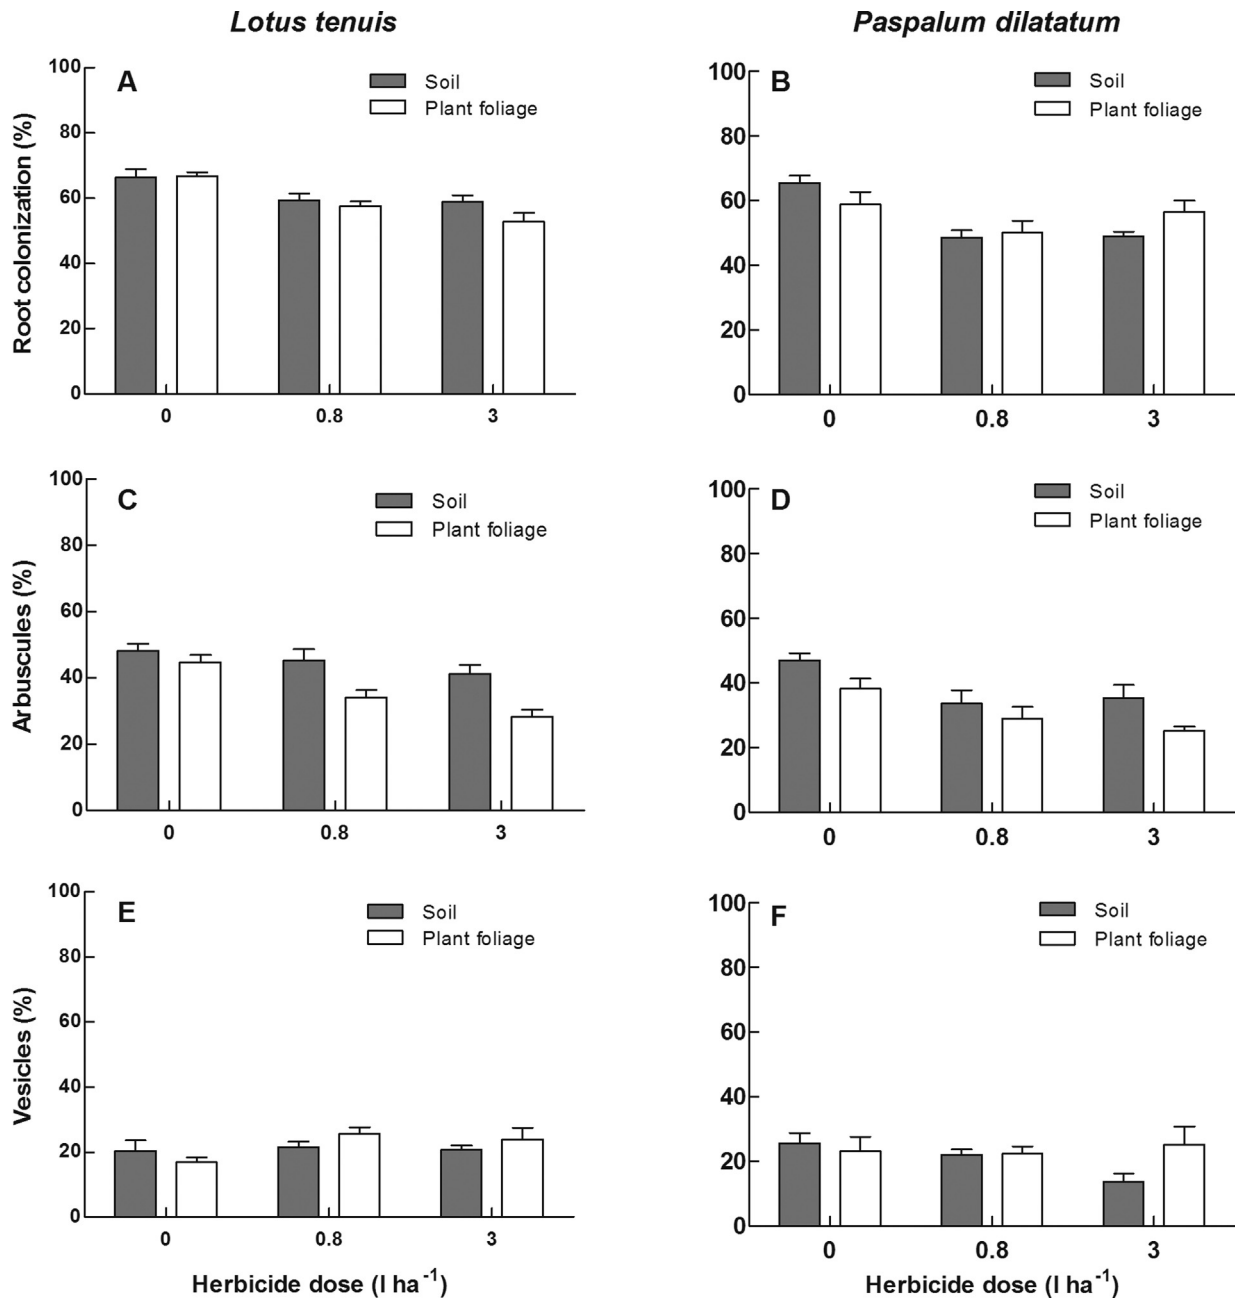 Lotus tenuis
Paspalum dilatatum
A
Soil
Plant foliage
Root colonization (%)
100
80
60
40
20
0
0 0.8 3
B
Soil
Plant foliage
100
80
60
40
20
0
0 0.8 3
C
Soil
Plant foliage
Arbuscules (%)
100
80
60
40
20
0
0 0.8 3
D
Soil
Plant foliage
100
80
60
40
20
0
0 0.8 3
E
Soil
Plant foliage
Vesicles (%)
100
80
60
40
20
0
0 0.8 3
Herbicide dose (l ha⁻¹)
F
Soil
Plant foliage
100
80
60
40
20
0
0 0.8 3
Herbicide dose (l ha⁻¹)